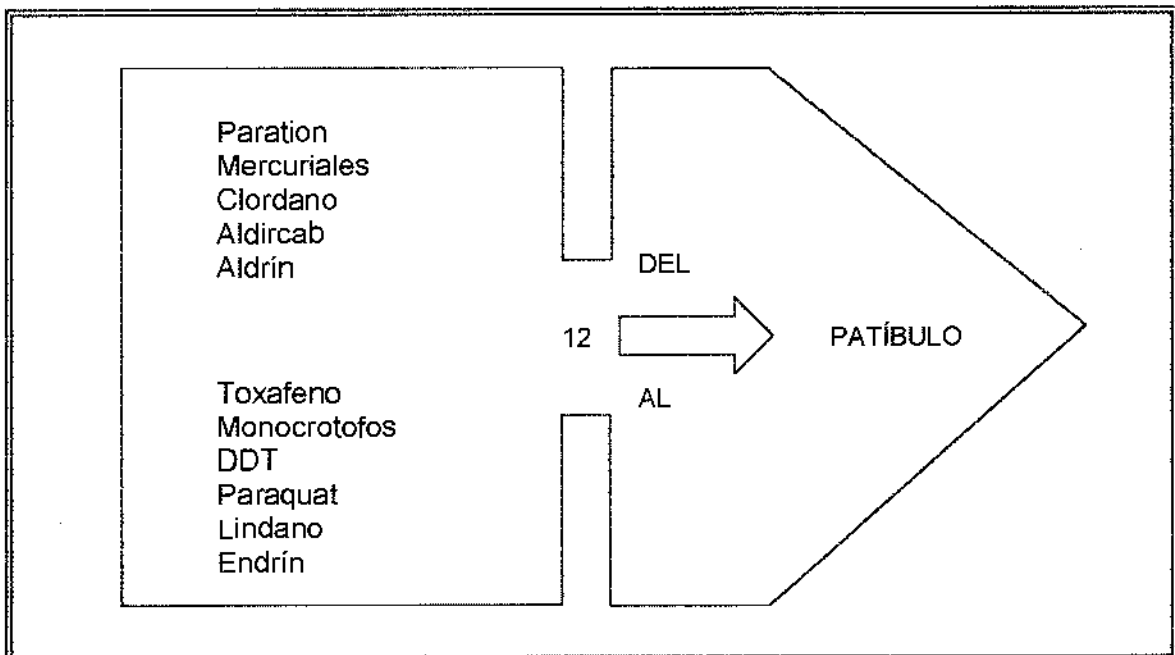 Paration
Mercuriales
Clordano
Aldircab
Aldrín
DEL
12
PATÍBULO
AL
Toxafeno
Monocrotofos
DDT
Paraquat
Lindano
Endrín